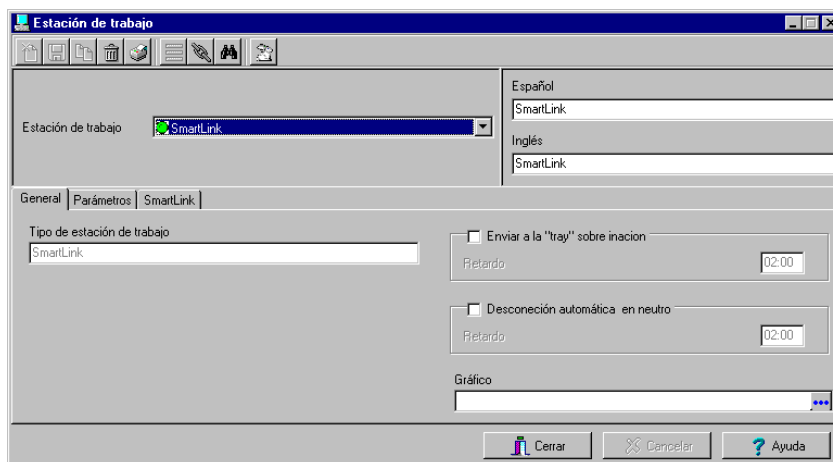 Estación de trabajo
Español
SmartLink
Estación de trabajo
SmartLink
Inglés
SmartLink
General
Parámetros
SmartLink
Tipo de estación de trabajo
SmartLink
Enviar a la "tray" sobre inacion
Retardo
02:00
Desconeción automática en neutro
Retardo
02:00
Gráfico
Cerrar
Cancelar
Ayuda